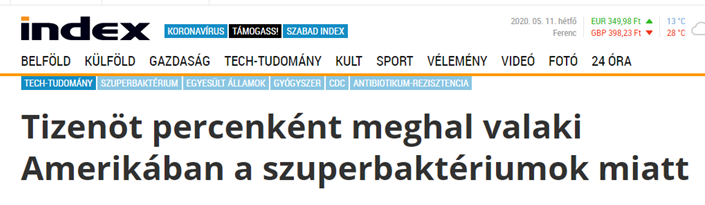 index KORONAVÍRUS TÁMOGASS! SZABAD INDEX
2020. 05. 11. hétfő EUR 349,98 Ft 13 °C
Ferenc GBP 398,23 Ft 28 °C
BELFÖLD KÜLFÖLD GAZDASÁG TECH-TUDOMÁNY KULT SPORT VÉLEMÉNY VIDEÓ FOTÓ 24 ÓRA
TECH-TUDOMÁNY SZUPERBAKTÉRIUM EGYESÜLT ÁLLAMOK GYÓGYSZER CDC ANTIBIOTIKUM-REZISZTENCIA
Tizenöt percenként meghal valaki
Amerikában a szuperbaktériumok miatt